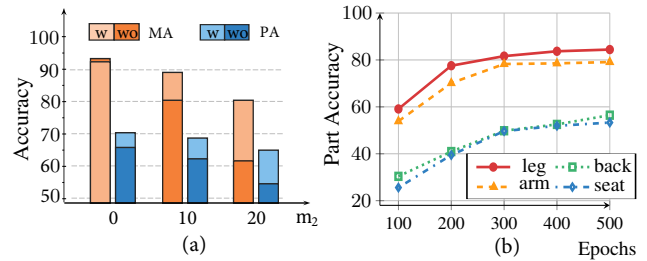 w wo MA w wo PA
100
90
80
70
60
50
Accuracy
0 10 20 m₂
(a)
80
60
40
20
Part Accuracy
leg back
arm seat
100 200 300 400 500
(b) Epochs